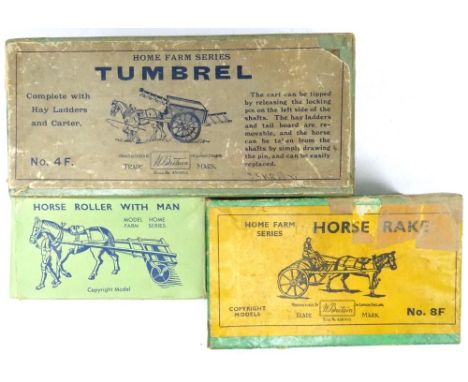 HOME FARM SERIES
TUMBREL
Complete with
Hay Ladders
and Carter.
The cart can be tipped
by releasing the locking
pin on the left side of the
shafts. The hay ladders
and tail board are re-
movable, and the horse
can be taken from the
shafts by simply drawing
the pin, and can be easily
replaced.
No. 4F.
TRADE W.Britain MARK.
HORSE ROLLER WITH MAN
MODEL HOME
FARM SERIES
Copyright Model
HOME FARM
SERIES
HORSE RAKE
COPYRIGHT
MODELS
TRADE W.Britain MARK.
No. 8F